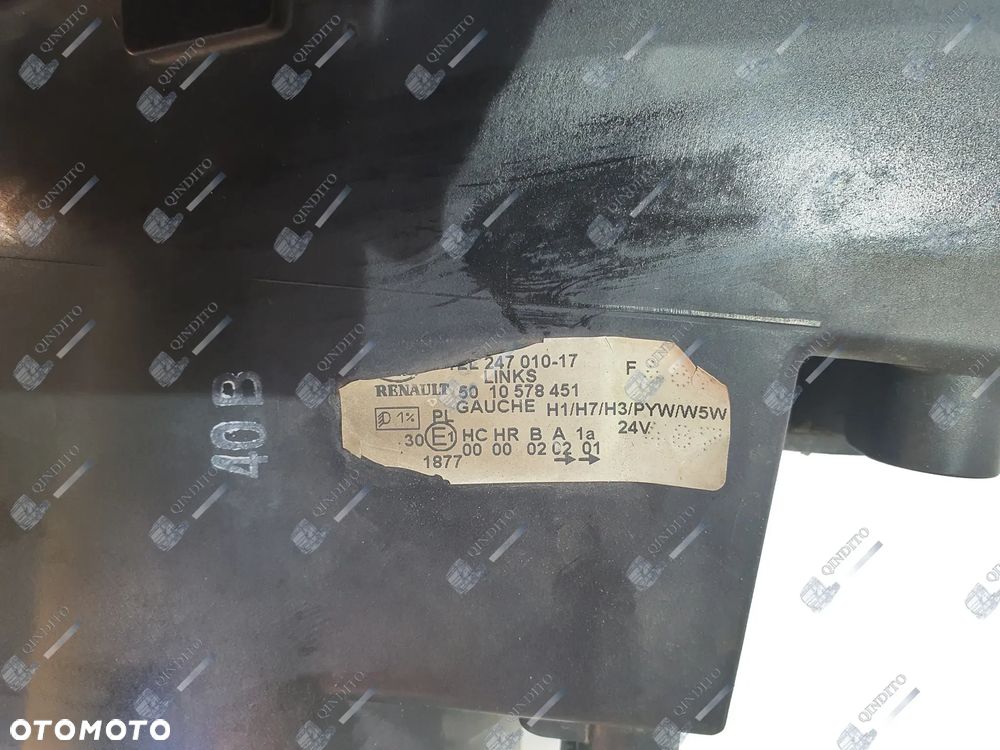 1EL 247 010-17
F
LINKS
RENAULT 50 10 578 451
GAUCHE H1/H7/H3/PYW/W5W
24V
1% PL
30 E1 HC HR B A 1a
00 00 02 02 01
1877
40B
QINDITO
OTOMOTO